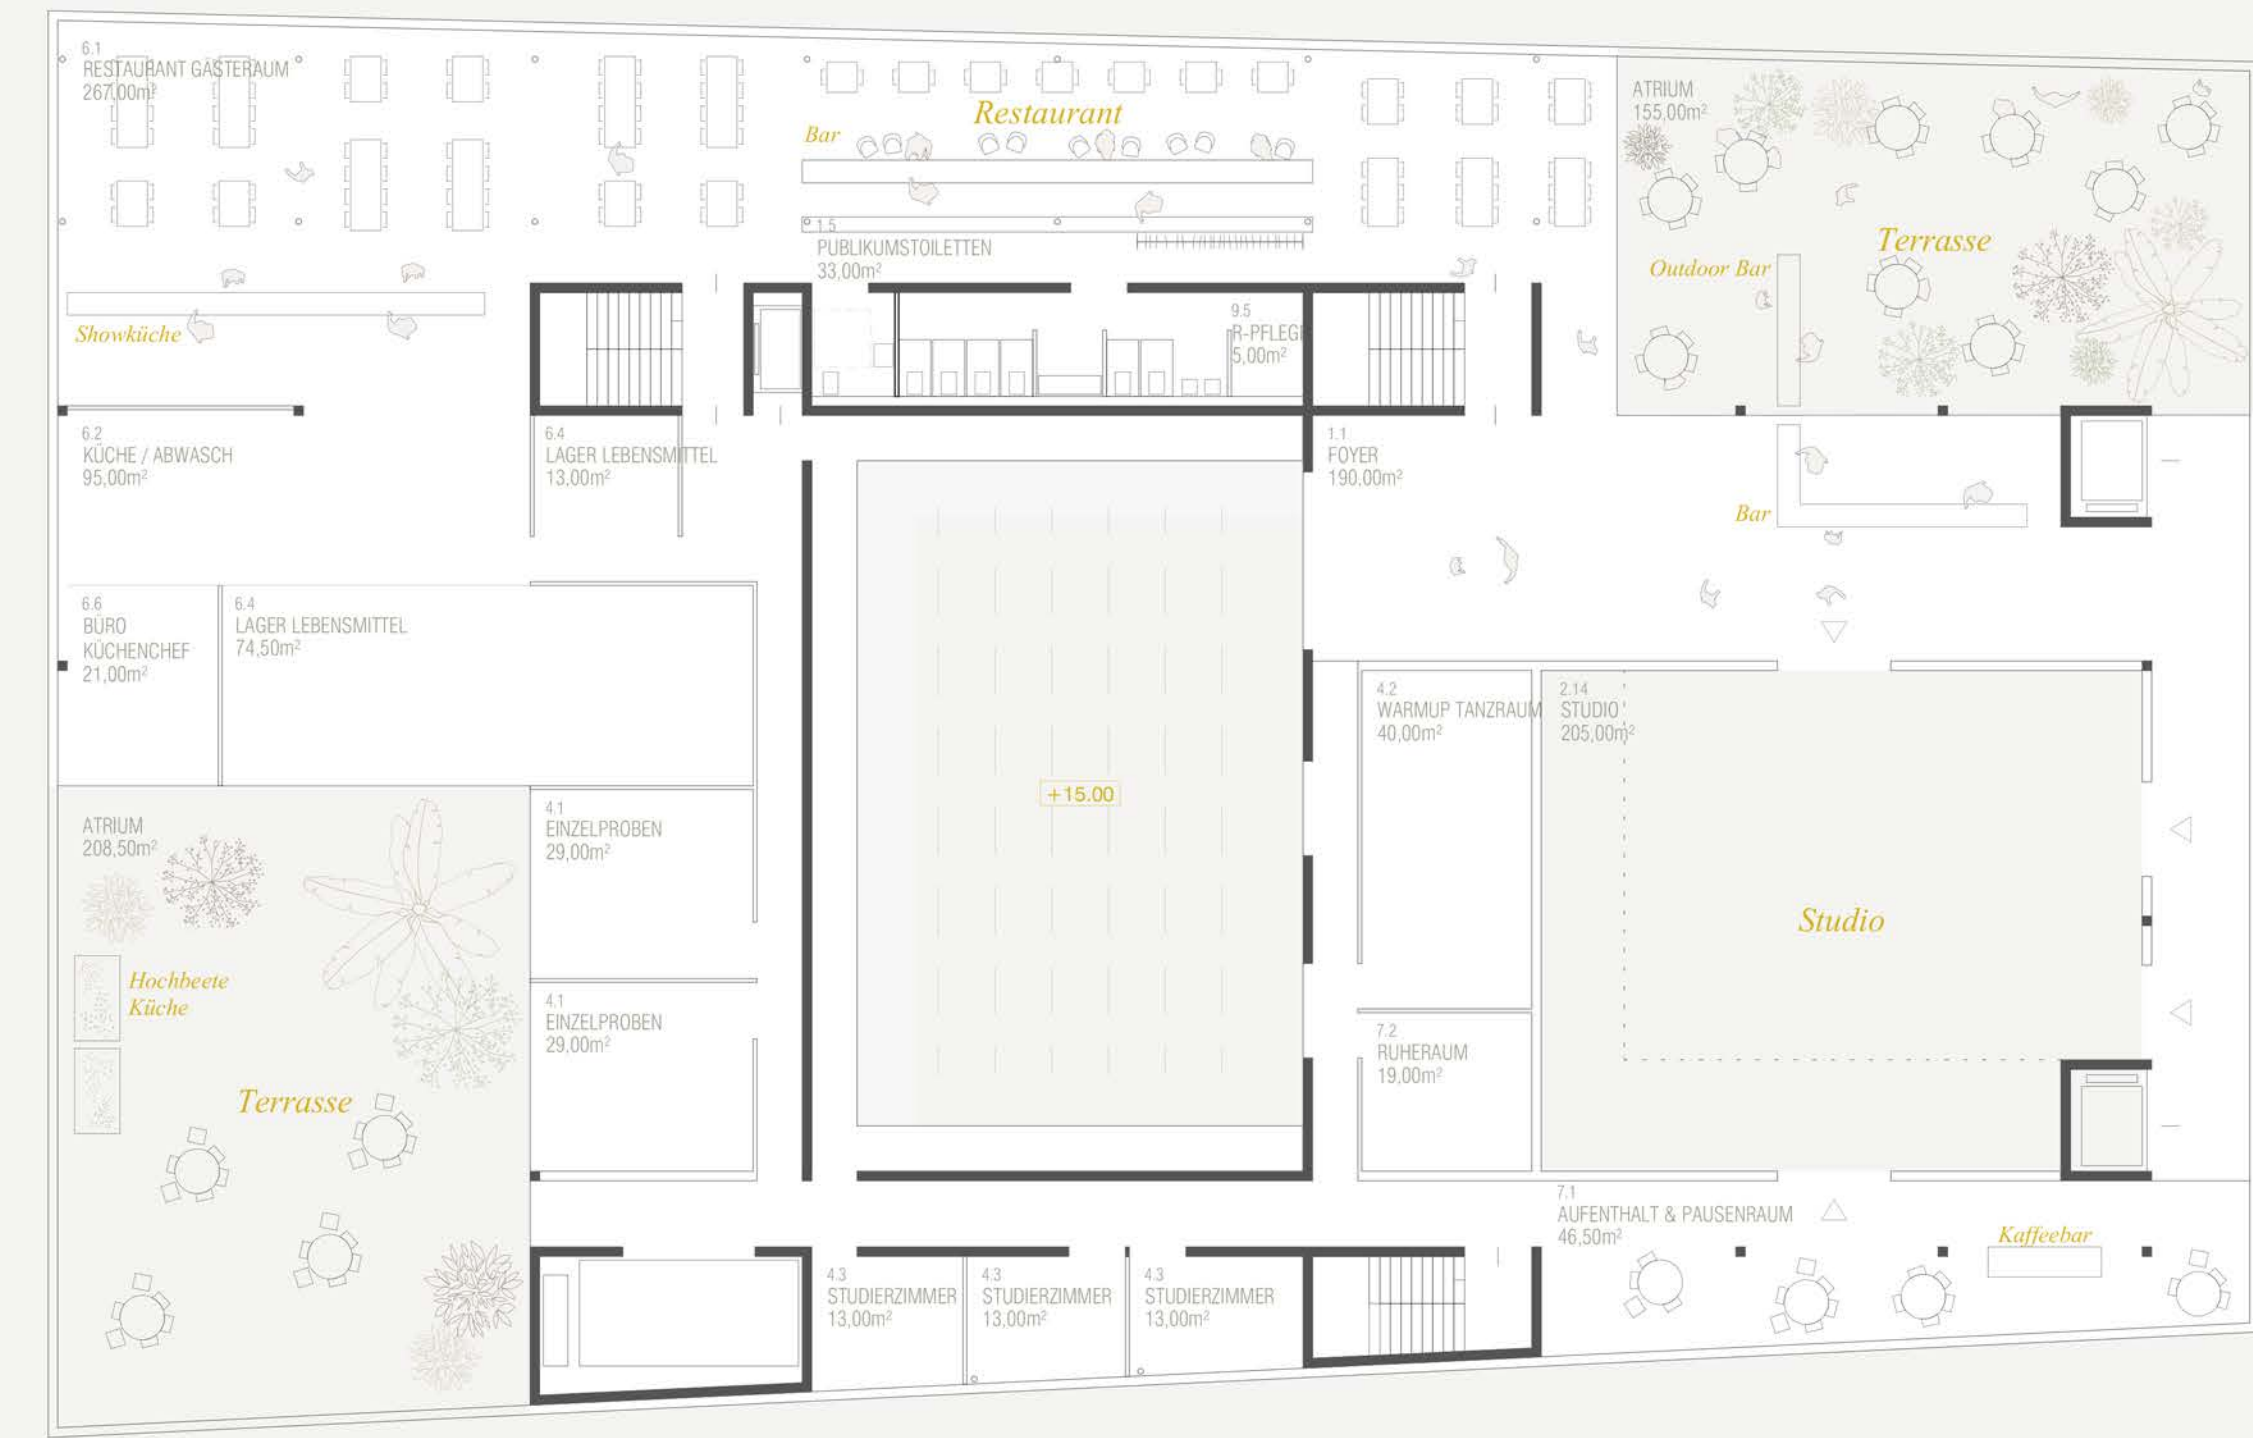 6.1
RESTAURANT GÄSTERAUM
267,00m²
Restaurant
Bar
ATRIUM
155,00m²
Terrasse
Outdoor Bar
1.5
PUBLIKUMSTOILETTEN
33,00m²
Showküche
9.5
R-PFLEGE
5,00m²
6.2
KÜCHE / ABWASCH
95,00m²
6.4
LAGER LEBENSMITTEL
13,00m²
1.1
FOYER
190,00m²
Bar
6.6
BÜRO
KÜCHENCHEF
21,00m²
6.4
LAGER LEBENSMITTEL
74,50m²
4.2
WARMUP TANZRAUM
40,00m²
2.14
STUDIO
205,00m²
+15.00
ATRIUM
208,50m²
4.1
EINZELPROBEN
29,00m²
Studio
Hochbeete
Küche
4.1
EINZELPROBEN
29,00m²
7.2
RUHERAUM
19,00m²
Terrasse
7.1
AUFENTHALT & PAUSENRAUM
46,50m²
Kaffeebar
4.3
STUDIERZIMMER
13,00m²
4.3
STUDIERZIMMER
13,00m²
4.3
STUDIERZIMMER
13,00m²